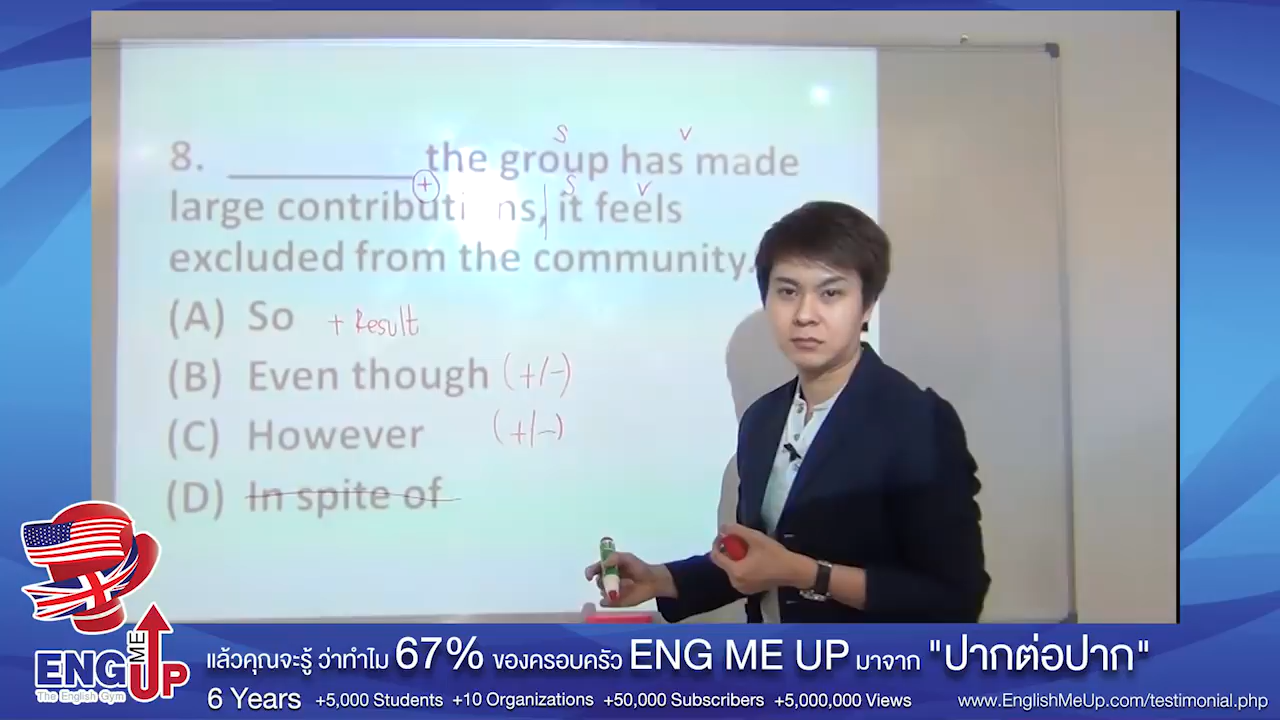 S V
8. __________ the group has made
+ S V
large contributions, it feels
excluded from the community.
(A) So + Result
(B) Even though (+/-)
(C) However (+/-)
(D) In spite of
ENG ME UP
The English Gym
แล้วคุณจะรู้ ว่าทำไม 67% ของครอบครัว ENG ME UP มาจาก "ปากต่อปาก"
6 Years +5,000 Students +10 Organizations +50,000 Subscribers +5,000,000 Views www.EnglishMeUp.com/testimonial.php